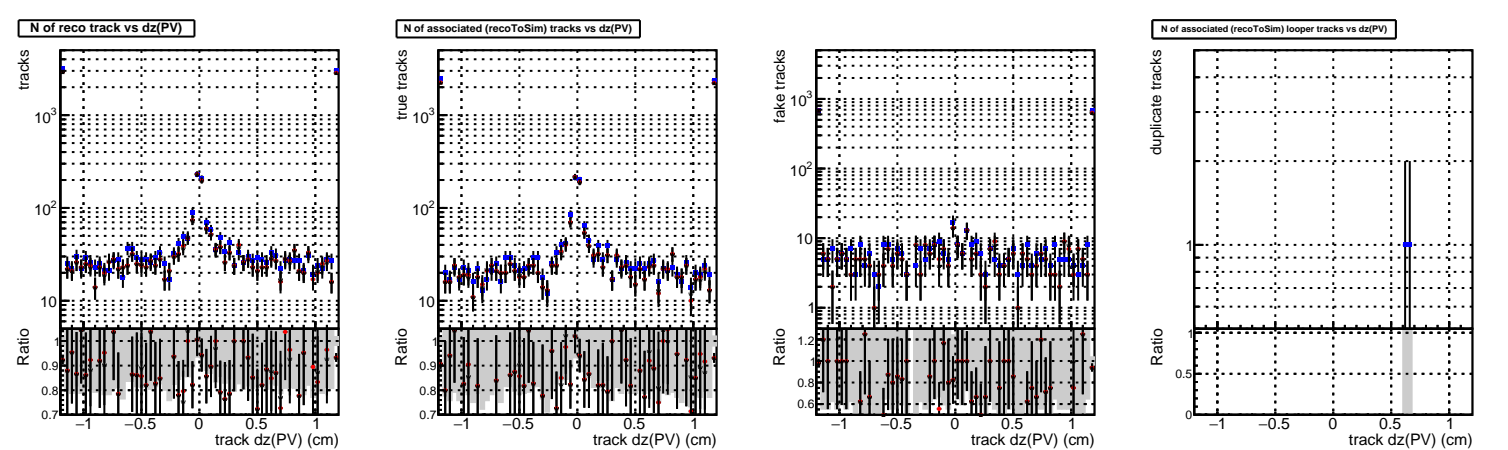 N of reco track vs dz(PV)
tracks
10³
10²
10
Ratio
1
0.9
0.8
0.7
−1 −0.5 0 0.5 1
track dz(PV) (cm)
N of associated (recoToSim) tracks vs dz(PV)
true tracks
10³
10²
10
Ratio
1
0.9
0.8
0.7
−1 −0.5 0 0.5 1
track dz(PV) (cm)
fake tracks
10³
10²
10
1
Ratio
1.2
1
0.8
0.6
−1 −0.5 0 0.5 1
track dz(PV) (cm)
N of associated (recoToSim) looper tracks vs dz(PV)
duplicate tracks
1
Ratio
1
0.5
0
−1 −0.5 0 0.5 1
track dz(PV) (cm)